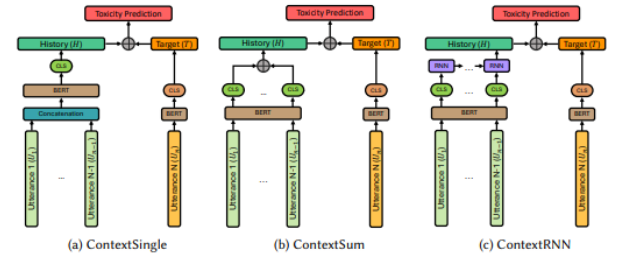 Toxicity Prediction
History (H)
Target (T)
CLS
BERT
CLS
Concatenation
BERT
Utterance 1 (U₁)
...
Utterance N-1 (Uₙ₋₁)
Utterance N (Uₙ)
(a) ContextSingle
Toxicity Prediction
History (H)
Target (T)
CLS
...
CLS
CLS
BERT
BERT
Utterance 1 (U₁)
...
Utterance N-1 (Uₙ₋₁)
Utterance N (Uₙ)
(b) ContextSum
Toxicity Prediction
History (H)
Target (T)
RNN
...
RNN
CLS
...
CLS
CLS
BERT
BERT
Utterance 1 (U₁)
...
Utterance N-1 (Uₙ₋₁)
Utterance N (Uₙ)
(c) ContextRNN